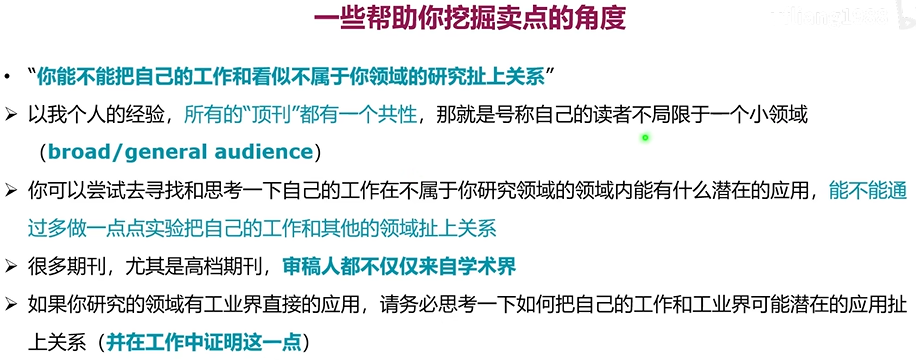 一些帮助你挖掘卖点的角度
• “你能不能把自己的工作和看似不属于你领域的研究扯上关系”
➢ 以我个人的经验，所有的“顶刊”都有一个共性，那就是号称自己的读者不局限于一个小领域
（broad/general audience）
➢ 你可以尝试去寻找和思考一下自己的工作在不属于你研究领域的领域内能有什么潜在的应用，能不能通
过多做一点点实验把自己的工作和其他的领域扯上关系
➢ 很多期刊，尤其是高档期刊，审稿人都不仅仅来自学术界
➢ 如果你研究的领域有工业界直接的应用，请务必思考一下如何把自己的工作和工业界可能潜在的应用扯
上关系（并在工作中证明这一点）